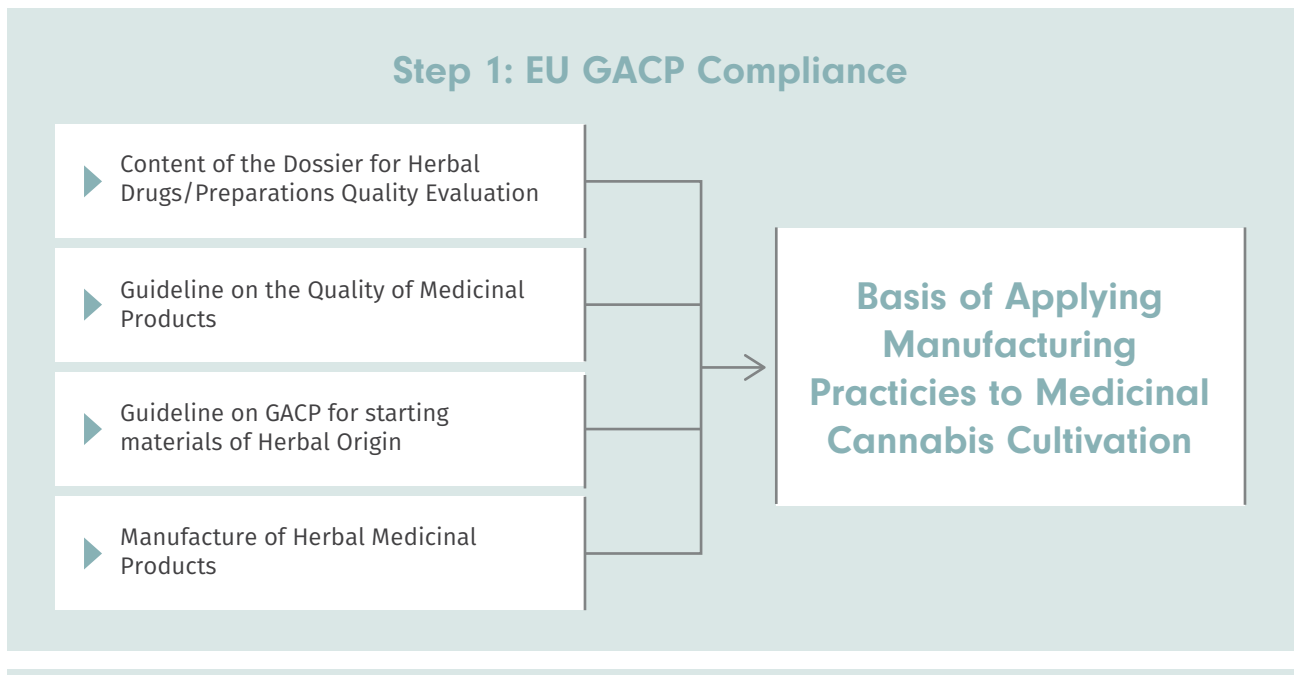 Step 1: EU GACP Compliance
Content of the Dossier for Herbal
Drugs/Preparations Quality Evaluation
Guideline on the Quality of Medicinal
Products
Guideline on GACP for starting
materials of Herbal Origin
Manufacture of Herbal Medicinal
Products
Basis of Applying
Manufacturing
Practicies to Medicinal
Cannabis Cultivation